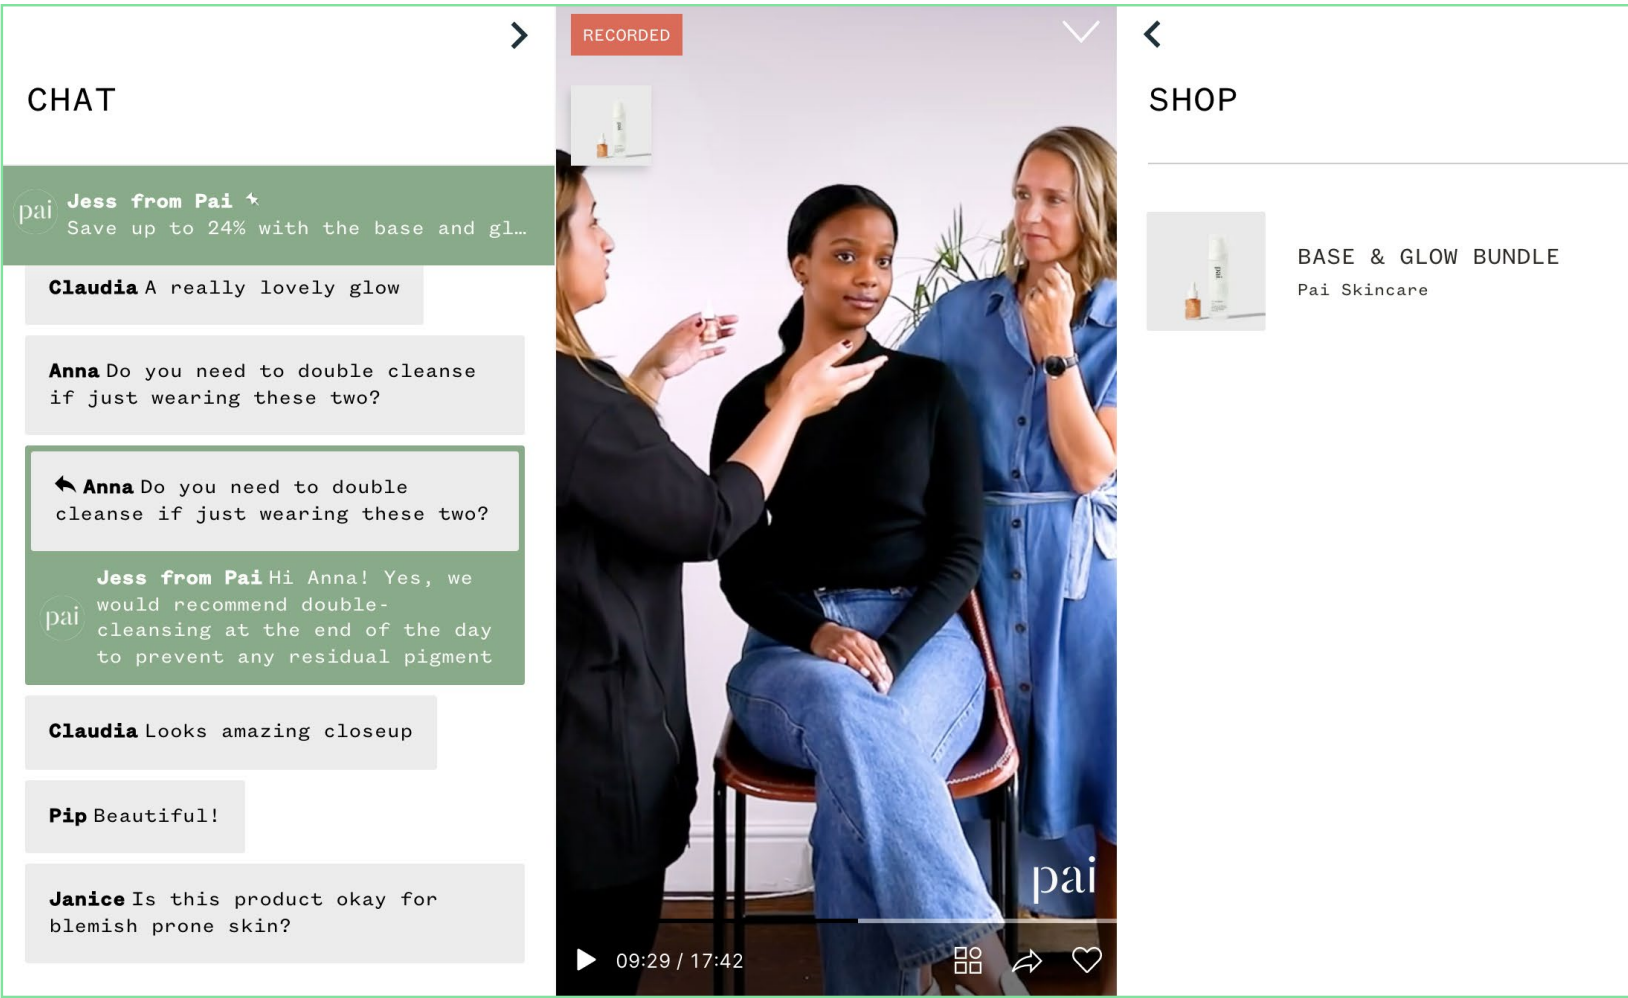 CHAT
pai
Jess from Pai
Save up to 24% with the base and gl…
Claudia A really lovely glow
Anna Do you need to double cleanse
if just wearing these two?
Anna Do you need to double
cleanse if just wearing these two?
pai
Jess from Pai Hi Anna! Yes, we
would recommend double-
cleansing at the end of the day
to prevent any residual pigment
Claudia Looks amazing closeup
Pip Beautiful!
Janice Is this product okay for
blemish prone skin?
RECORDED
pai
09:29 / 17:42
SHOP
pai
BASE & GLOW BUNDLE
Pai Skincare